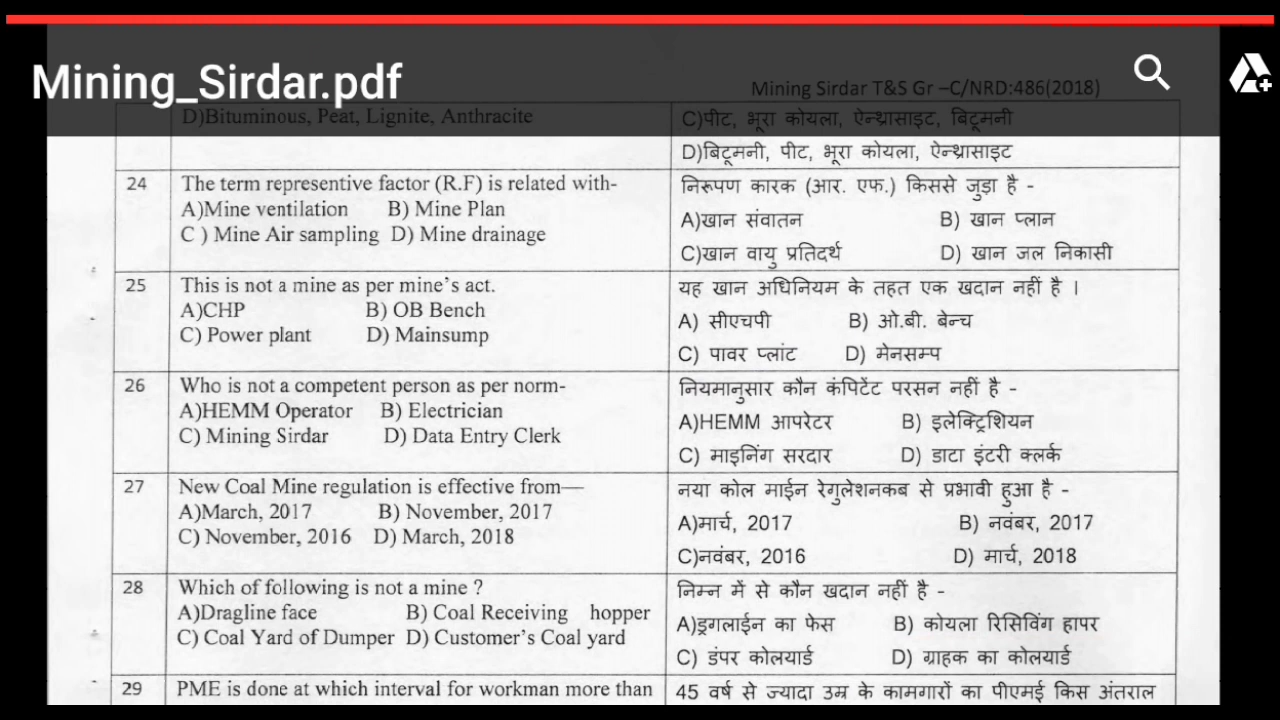 Mining_Sirdar.pdf
Mining Sirdar T&S Gr –C/NRD:486(2018)
D)Bituminous, Peat, Lignite, Anthracite
C)पीट, भूरा कोयला, ऐन्थ्रासाइट, बिटूमनी
D)बिटूमनी, पीट, भूरा कोयला, ऐन्थ्रासाइट
24
The term representive factor (R.F) is related with-
A)Mine ventilation B) Mine Plan
C ) Mine Air sampling D) Mine drainage
निरूपण कारक (आर. एफ.) किससे जुड़ा है -
A)खान संवातन B) खान प्लान
C)खान वायु प्रतिदर्श D) खान जल निकासी
25
This is not a mine as per mine’s act.
A)CHP B) OB Bench
C) Power plant D) Mainsump
यह खान अधिनियम के तहत एक खदान नहीं है ।
A) सीएचपी B) ओ.बी. बेन्च
C) पावर प्लांट D) मेनसम्प
26
Who is not a competent person as per norm-
A)HEMM Operator B) Electrician
C) Mining Sirdar D) Data Entry Clerk
नियमानुसार कौन कंपिटेंट परसन नहीं है -
A)HEMM आपरेटर B) इलेक्ट्रिशियन
C) माइनिंग सरदार D) डाटा इंटरी क्लर्क
27
New Coal Mine regulation is effective from—
A)March, 2017 B) November, 2017
C) November, 2016 D) March, 2018
नया कोल माईन रेगुलेशनकब से प्रभावी हुआ है -
A)मार्च, 2017 B) नवंबर, 2017
C)नवंबर, 2016 D) मार्च, 2018
28
Which of following is not a mine ?
A)Dragline face B) Coal Receiving hopper
C) Coal Yard of Dumper D) Customer’s Coal yard
निम्न में से कौन खदान नहीं है -
A)ड्रगलाईन का फेस B) कोयला रिसिविंग हापर
C) डंपर कोलयार्ड D) ग्राहक का कोलयार्ड
29
PME is done at which interval for workman more than
45 वर्ष से ज्यादा उम्र के कामगारों का पीएमई किस अंतराल